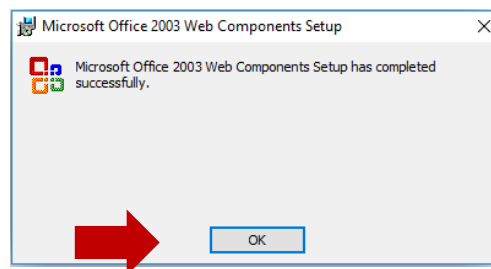 Microsoft Office 2003 Web Components Setup
Microsoft Office 2003 Web Components Setup has completed
successfully.
OK